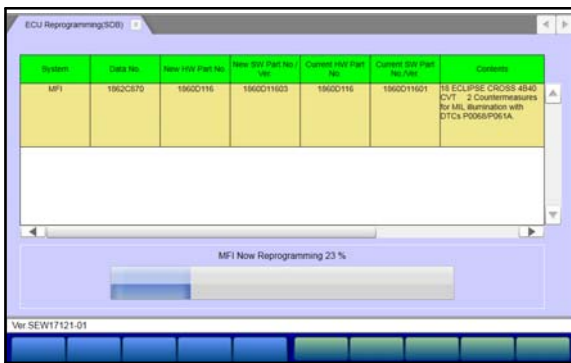 ECU Reprogramming(SDB)
System Data No. New HW Part No. New SW Part No./Ver. Current HW Part No. Current SW Part No./Ver. Contents
MFI 1862C870 1860D116 1860D11603 1860D116 1860D11601 18 ECLIPSE CROSS 4B40
CVT 2 Countermeasures
for MIL illumination with
DTCs P0068/P061A.
MFI Now Reprogramming 23 %
Ver.SEW17121-01